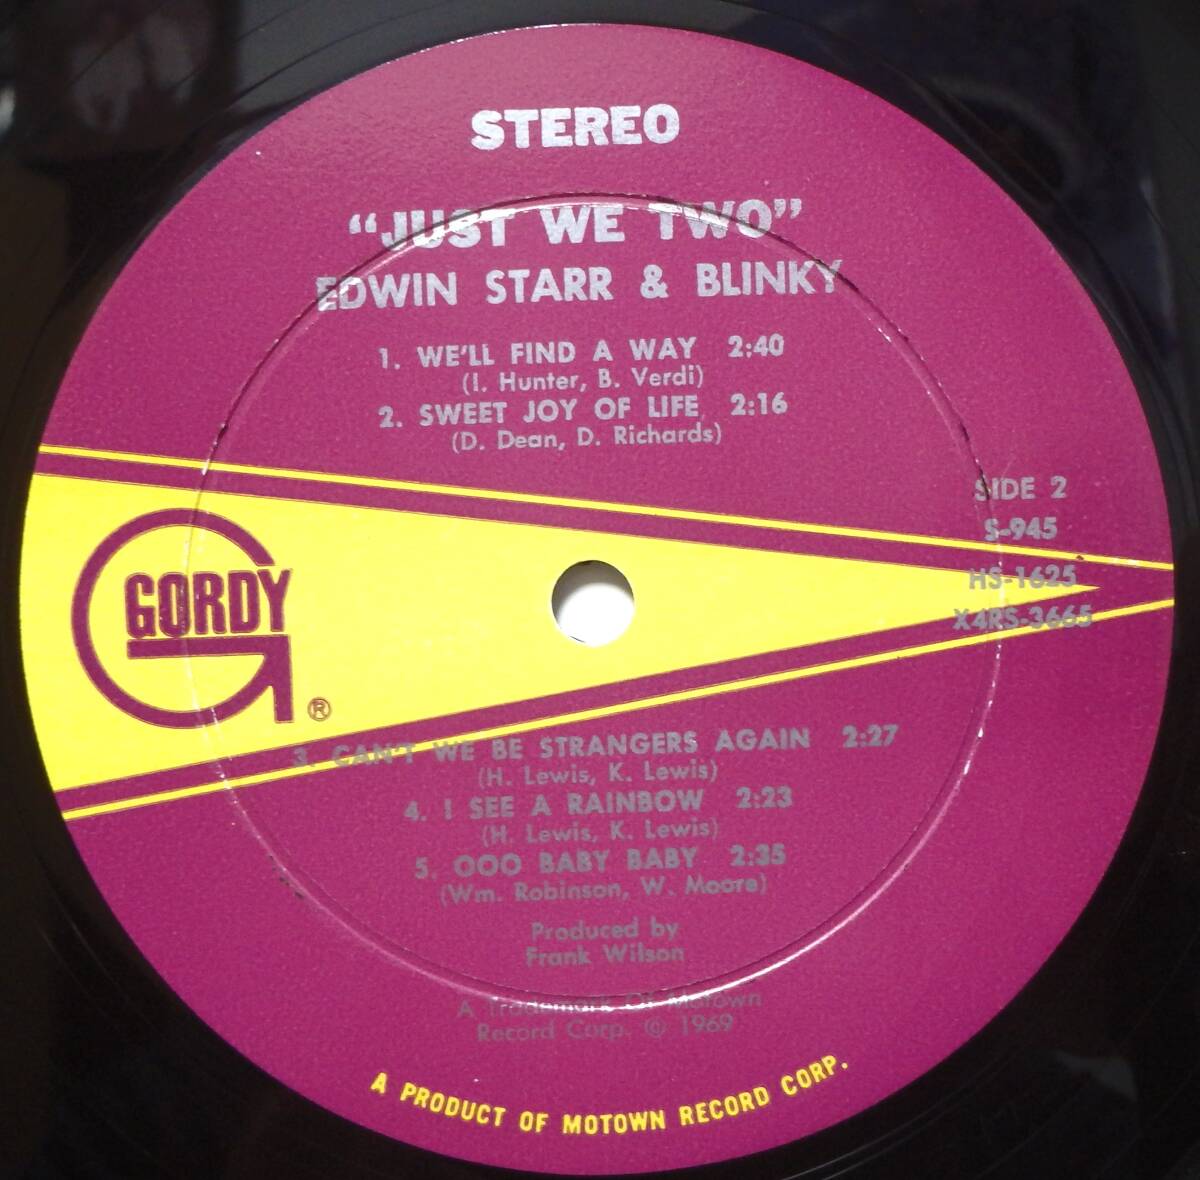 STEREO
“JUST WE TWO”
EDWIN STARR & BLINKY
1. WE'LL FIND A WAY 2:40
(I. Hunter, B. Verdi)
2. SWEET JOY OF LIFE 2:16
(D. Dean, D. Richards)
SIDE 2
S-945
HS-1625
X4RS-3665
GORDY
®
3. CAN'T WE BE STRANGERS AGAIN 2:27
(H. Lewis, K. Lewis)
4. I SEE A RAINBOW 2:23
(H. Lewis, K. Lewis)
5. OOO BABY BABY 2:35
(Wm. Robinson, W. Moore)
Produced by
Frank Wilson
A Trademark Of Motown
Record Corp. © 1969
A PRODUCT OF MOTOWN RECORD CORP.